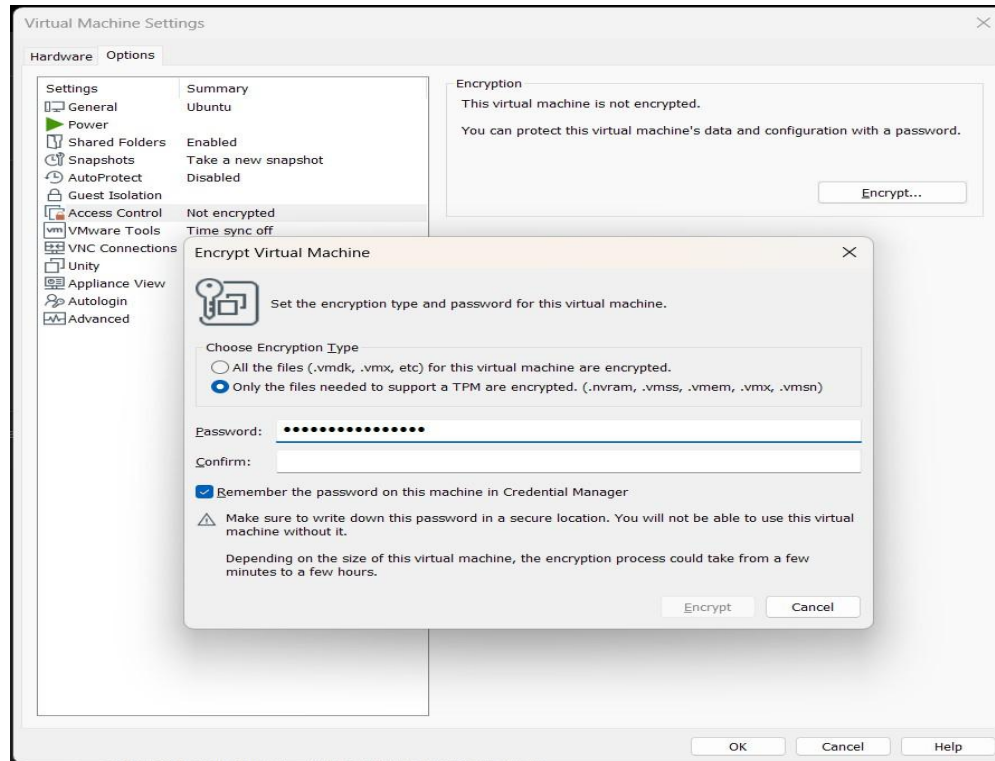 Virtual Machine Settings
Hardware Options
Settings Summary
General Ubuntu
Power
Shared Folders Enabled
Snapshots Take a new snapshot
AutoProtect Disabled
Guest Isolation
Access Control Not encrypted
vm VMware Tools Time sync off
VNC Connections
Unity
Appliance View
Autologin
Advanced
Encryption
This virtual machine is not encrypted.
You can protect this virtual machine's data and configuration with a password.
Encrypt...
Encrypt Virtual Machine
Set the encryption type and password for this virtual machine.
Choose Encryption Type
All the files (.vmdk, .vmx, etc) for this virtual machine are encrypted.
Only the files needed to support a TPM are encrypted. (.nvram, .vmss, .vmem, .vmx, .vmsn)
Password: ••••••••••••••••
Confirm:
Remember the password on this machine in Credential Manager
Make sure to write down this password in a secure location. You will not be able to use this virtual
machine without it.
Depending on the size of this virtual machine, the encryption process could take from a few
minutes to a few hours.
Encrypt Cancel
OK Cancel Help